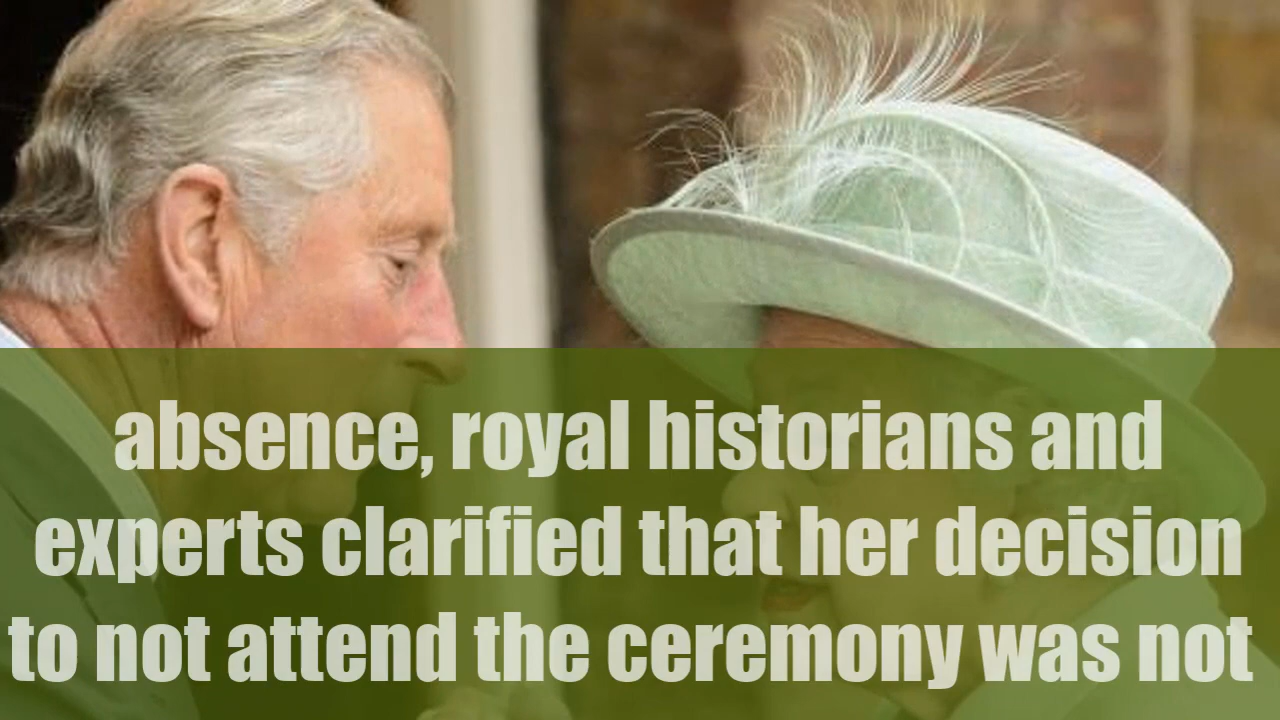 absence, royal historians and
experts clarified that her decision
to not attend the ceremony was not